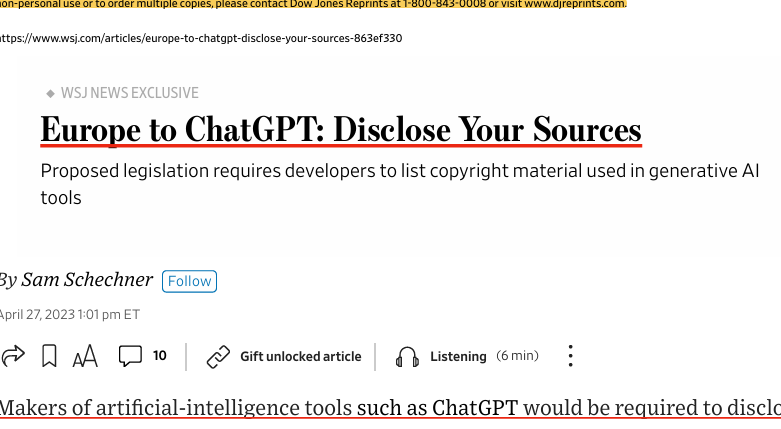 non-personal use or to order multiple copies, please contact Dow Jones Reprints at 1-800-843-0008 or visit www.djreprints.com.
https://www.wsj.com/articles/europe-to-chatgpt-disclose-your-sources-863ef330
WSJ NEWS EXCLUSIVE
Europe to ChatGPT: Disclose Your Sources
Proposed legislation requires developers to list copyright material used in generative AI
tools
By Sam Schechner Follow
April 27, 2023 1:01 pm ET
10 Gift unlocked article Listening (6 min)
Makers of artificial-intelligence tools such as ChatGPT would be required to disclo